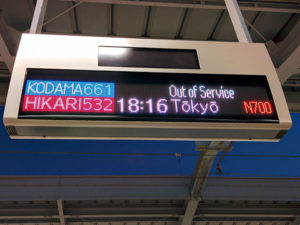 KODAMA661 Out of Service
HIKARI532 18:16 Tōkyō N700